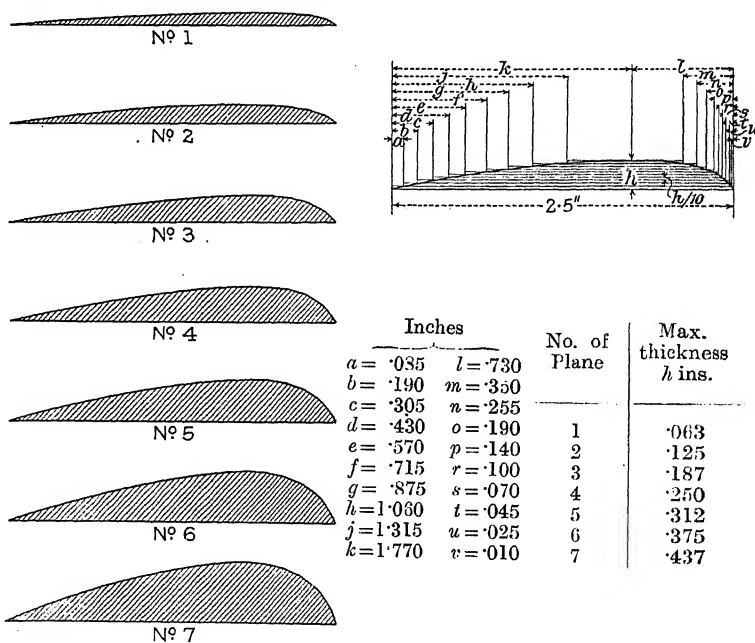 Nº 1
Nº 2
Nº 3
Nº 4
Nº 5
Nº 6
Nº 7
k l
j m
h n
g
f p
e
d s
c t
b u
a v
h
h/10
2·5"
Inches
a = ·085 l = ·730
b = ·190 m = ·350
c = ·305 n = ·255
d = ·430 o = ·190
e = ·570 p = ·140
f = ·715 r = ·100
g = ·875 s = ·070
h = 1·060 t = ·045
j = 1·315 u = ·025
k = 1·770 v = ·010
No. of Plane Max. thickness h ins.
1 ·063
2 ·125
3 ·187
4 ·250
5 ·312
6 ·375
7 ·437